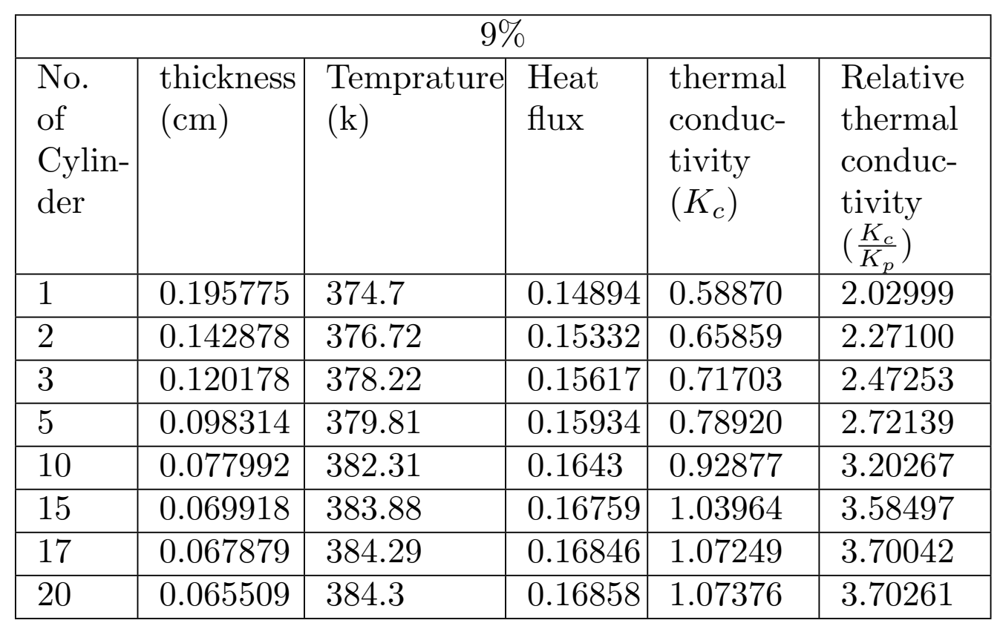 9%
No. of Cylin-der thickness (cm) Temprature (k) Heat flux thermal conduc-tivity (K_c) Relative thermal conduc-tivity (K_c/K_p)
1 0.195775 374.7 0.14894 0.58870 2.02999
2 0.142878 376.72 0.15332 0.65859 2.27100
3 0.120178 378.22 0.15617 0.71703 2.47253
5 0.098314 379.81 0.15934 0.78920 2.72139
10 0.077992 382.31 0.1643 0.92877 3.20267
15 0.069918 383.88 0.16759 1.03964 3.58497
17 0.067879 384.29 0.16846 1.07249 3.70042
20 0.065509 384.3 0.16858 1.07376 3.70261